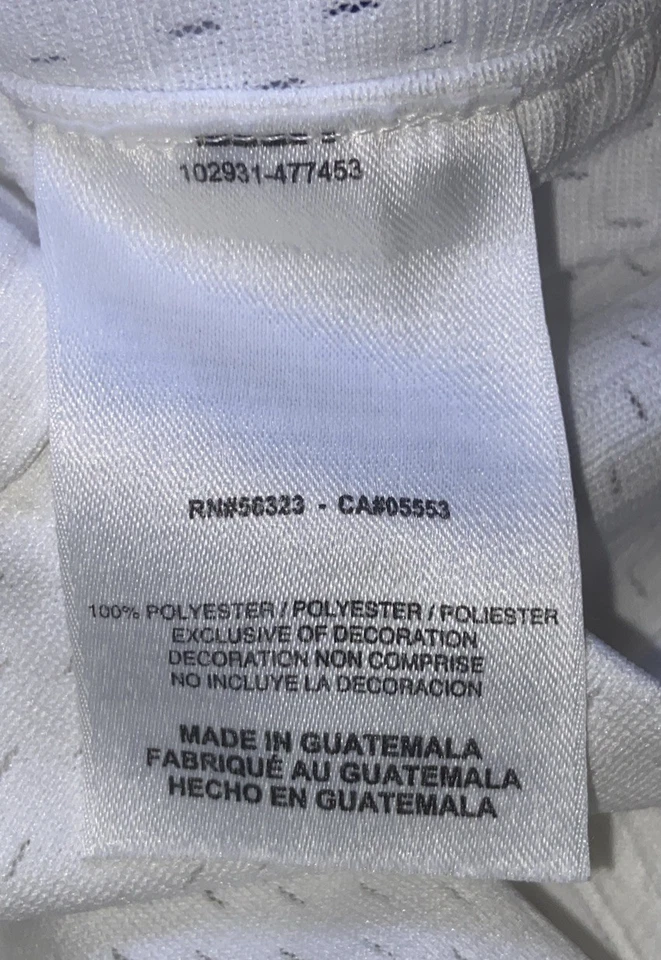 102931-477453
RN#56323 - CA#05553
100% POLYESTER / POLYESTER / POLIESTER
EXCLUSIVE OF DECORATION
DECORATION NON COMPRISE
NO INCLUYE LA DECORACION
MADE IN GUATEMALA
FABRIQUÉ AU GUATEMALA
HECHO EN GUATEMALA